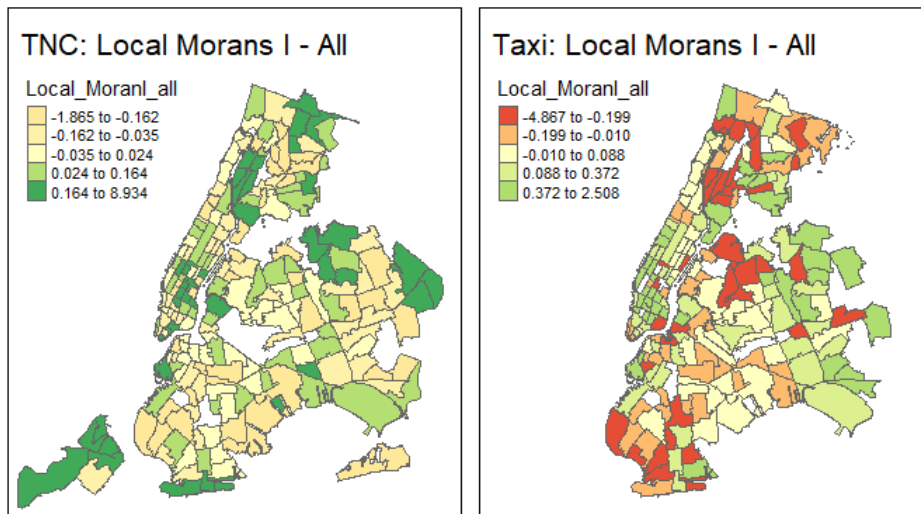 TNC: Local Morans I - All
Local_MoranI_all
-1.865 to -0.162
-0.162 to -0.035
-0.035 to 0.024
0.024 to 0.164
0.164 to 8.934
Taxi: Local Morans I - All
Local_MoranI_all
-4.867 to -0.199
-0.199 to -0.010
-0.010 to 0.088
0.088 to 0.372
0.372 to 2.508